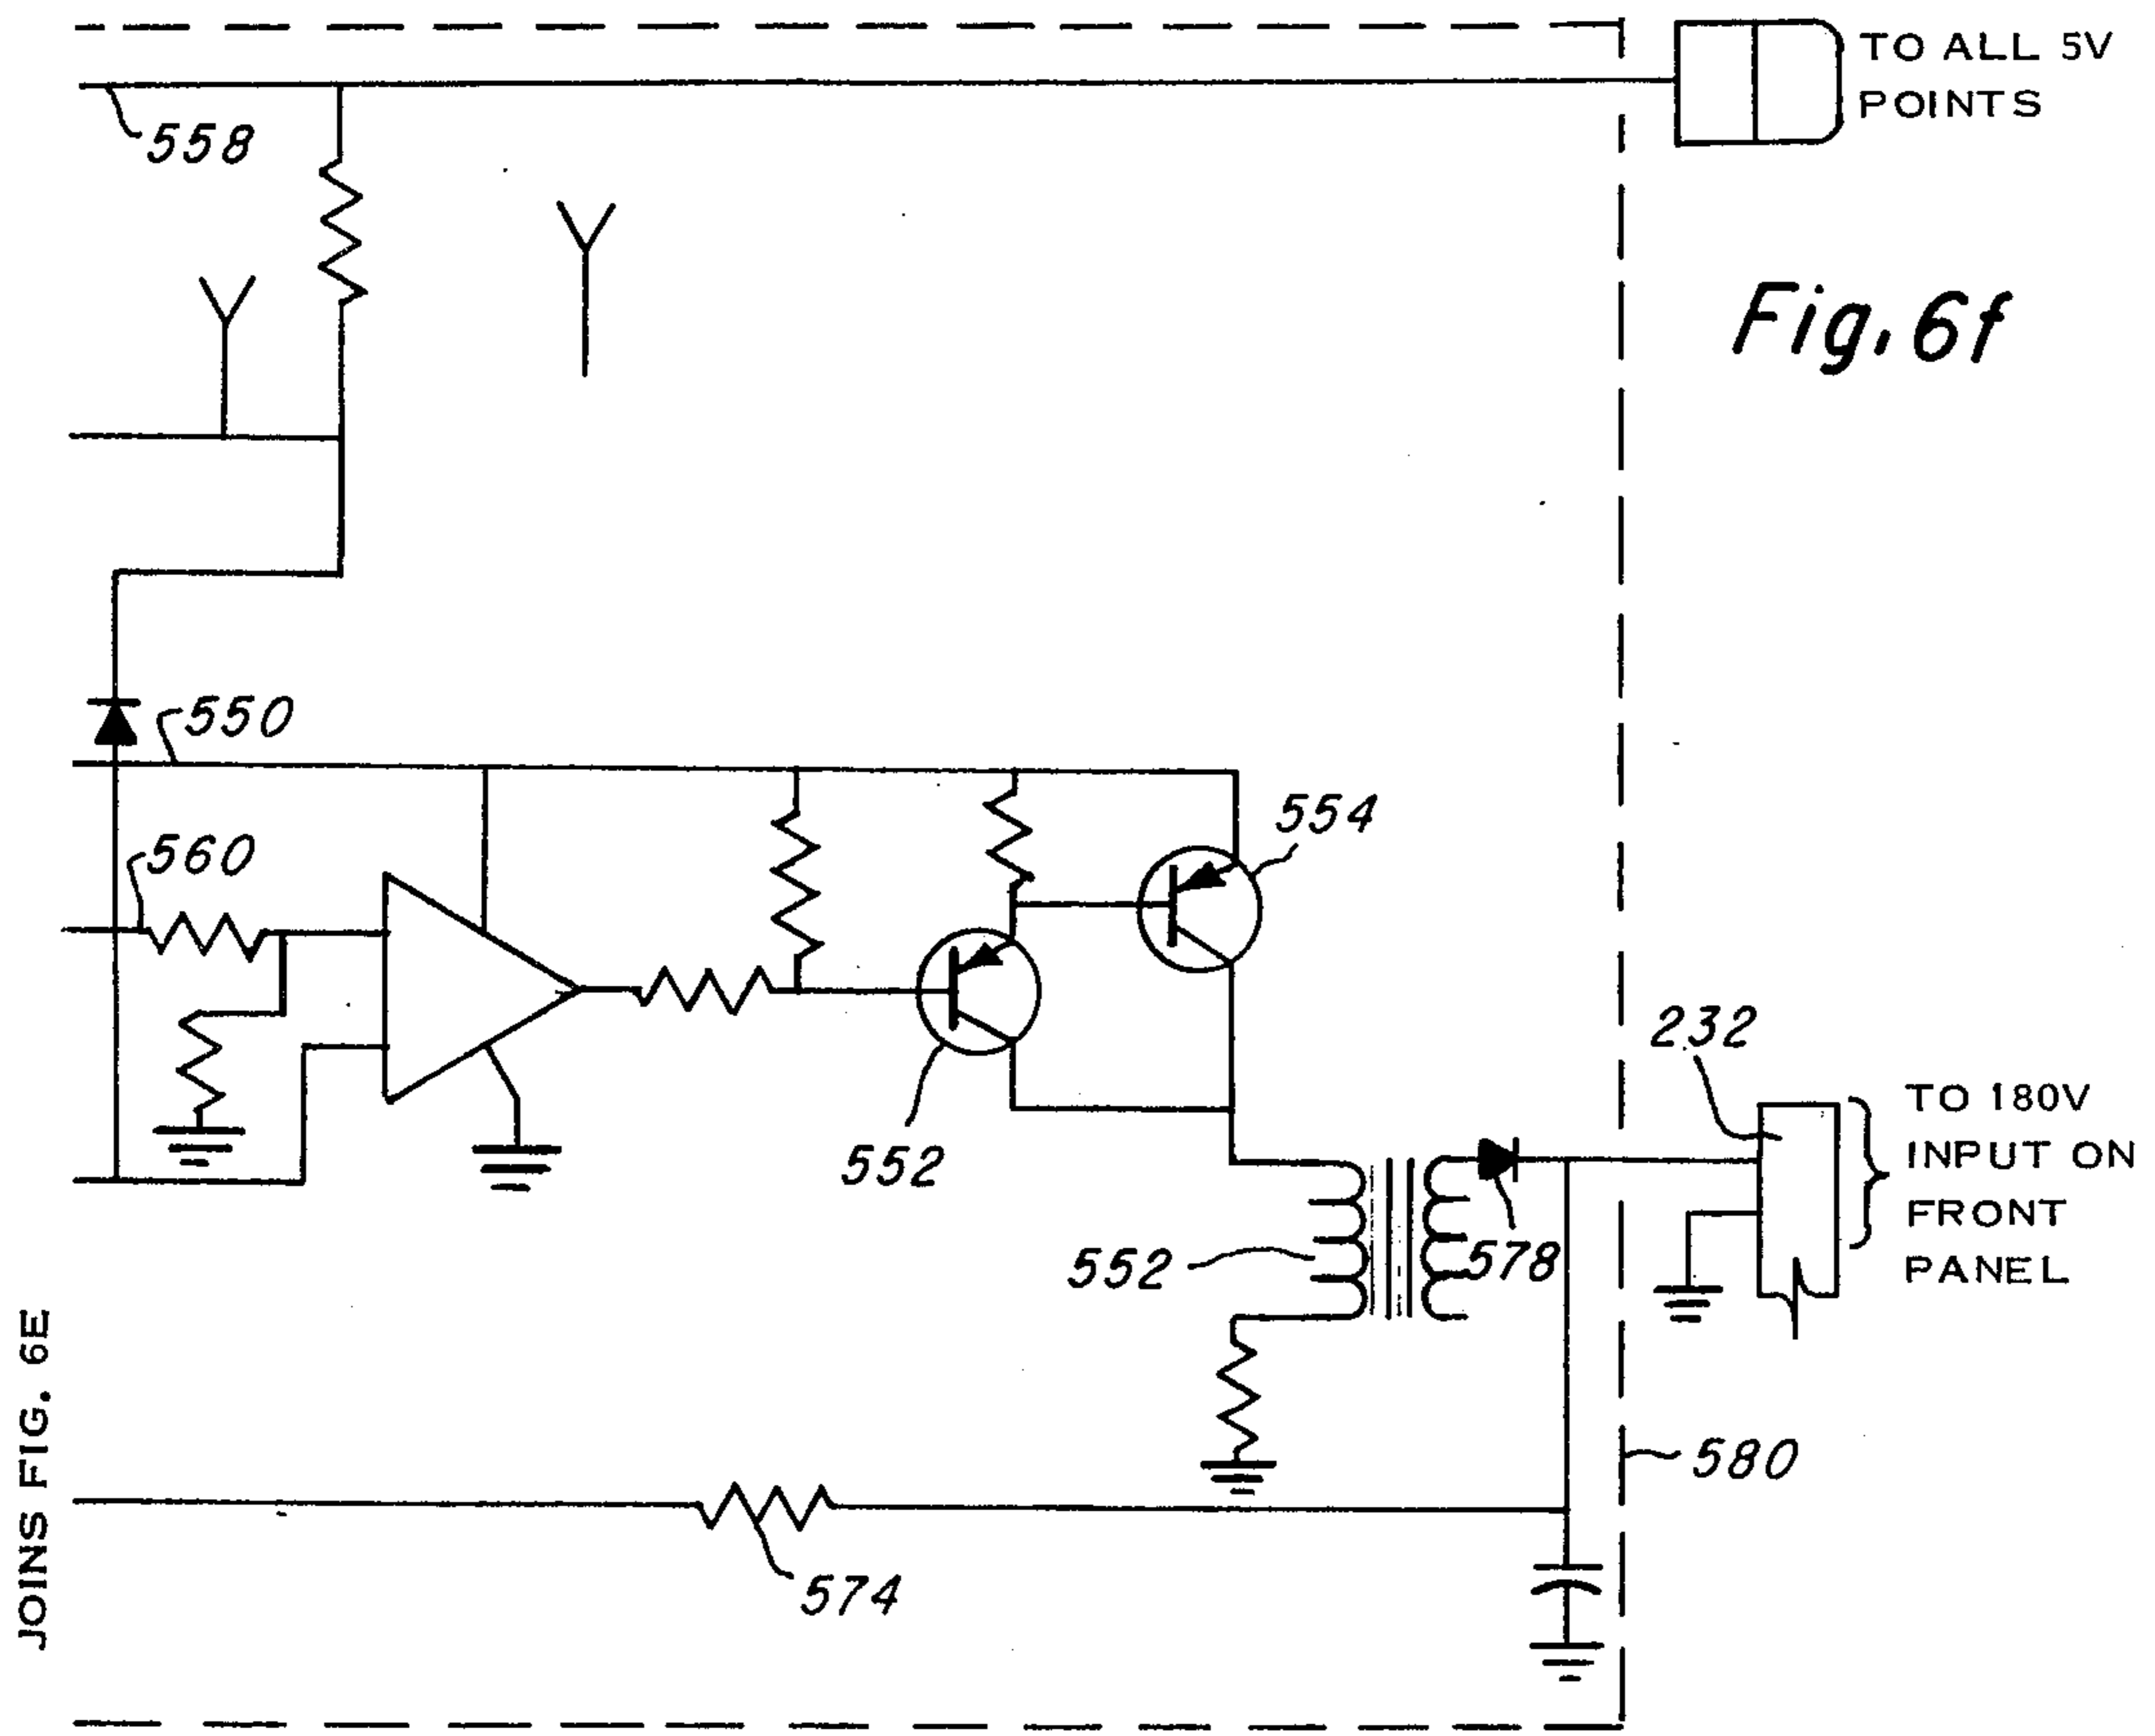 TO ALL 5V
POINTS
558
Fig. 6f
550
554
560
232
TO 180V
INPUT ON
FRONT
PANEL
552
552
578
JOINS FIG. 6E
580
574